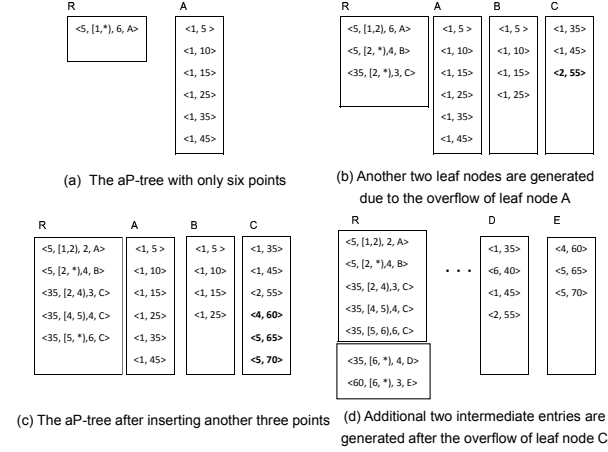 R A
<5, [1,*), 6, A> <1, 5 >
<1, 10>
<1, 15>
<1, 25>
<1, 35>
<1, 45>
(a) The aP-tree with only six points
R A B C
<5, [1,2), 6, A> <1, 5 > <1, 5 > <1, 35>
<5, [2, *),4, B> <1, 10> <1, 10> <1, 45>
<35, [2, *),3, C> <1, 15> <1, 15> <2, 55>
<1, 25> <1, 25>
<1, 35>
<1, 45>
(b) Another two leaf nodes are generated
due to the overflow of leaf node A
R A B C
<5, [1,2), 2, A> <1, 5 > <1, 5 > <1, 35>
<5, [2, *),4, B> <1, 10> <1, 10> <1, 45>
<35, [2, 4),3, C> <1, 15> <1, 15> <2, 55>
<35, [4, 5),4, C> <1, 25> <1, 25> <4, 60>
<35, [5, *),6, C> <1, 35> <5, 65>
<1, 45> <5, 70>
(c) The aP-tree after inserting another three points
R D E
<5, [1,2), 2, A> <1, 35> <4, 60>
<5, [2, *),4, B> . . . <6, 40> <5, 65>
<35, [2, 4),3, C> <1, 45> <5, 70>
<35, [4, 5),4, C> <2, 55>
<35, [5, 6),6, C>
<35, [6, *), 4, D>
<60, [6, *), 3, E>
(d) Additional two intermediate entries are
generated after the overflow of leaf node C